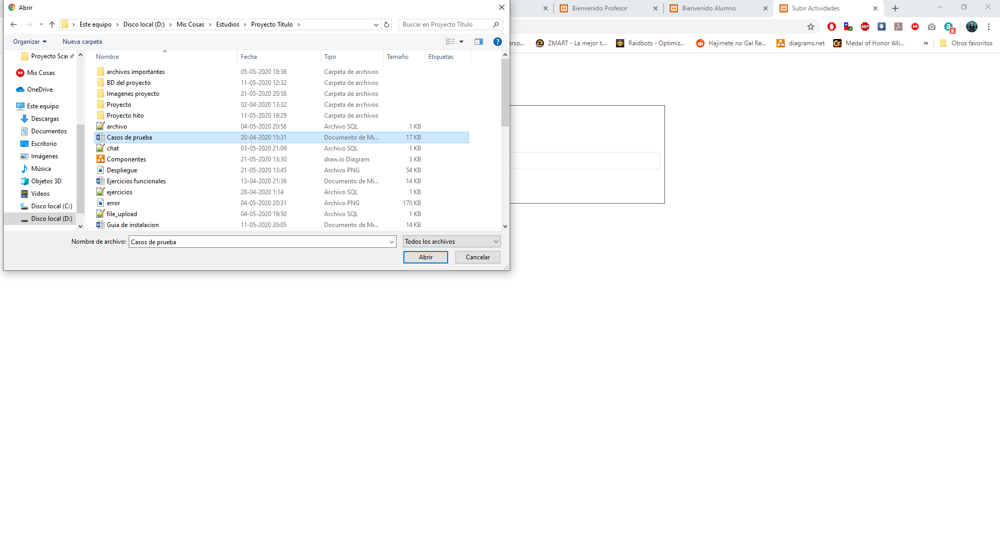 Abrir
Bienvenido Profesor
Bienvenido Alumno
Subir Actividades
Este equipo > Disco local (D:) > Mis Cosas > Estudios > Proyecto Titulo >
Buscar en Proyecto Titulo
ABP
8
Organizar
Nueva carpeta
erso...
ZMART - La mejor t...
Raidbots - Optimiz...
Hajimete no Gal Re...
diagrams.net
Medal of Honor Alli...
»
Otros favoritos
Nombre Fecha Tipo Tamaño Etiquetas
Proyecto Scar
Mis Cosas
OneDrive
Este equipo
Descargas
Documentos
Escritorio
Imágenes
Música
Objetos 3D
Videos
Disco local (C:)
Disco local (D:)
archivos importantes 05-05-2020 18:36 Carpeta de archivos
BD del proyecto 11-05-2020 12:32 Carpeta de archivos
Imagenes proyecto 21-05-2020 20:58 Carpeta de archivos
Proyecto 02-04-2020 13:32 Carpeta de archivos
Proyecto hito 11-05-2020 19:29 Carpeta de archivos
archivo 04-05-2020 20:56 Archivo SQL 1 KB
Casos de prueba 20-04-2020 15:31 Documento de Mi... 17 KB
chat 03-05-2020 21:09 Archivo SQL 1 KB
Componentes 21-05-2020 13:30 draw.io Diagram 3 KB
Despliegue 21-05-2020 13:45 Archivo PNG 54 KB
Ejercicios funcionales 13-04-2020 21:36 Documento de Mi... 14 KB
ejercicios 28-04-2020 1:14 Archivo SQL 1 KB
error 04-05-2020 20:31 Archivo PNG 170 KB
file_upload 04-05-2020 19:50 Archivo SQL 1 KB
Guia de instalacion 11-05-2020 20:05 Documento de Mi... 14 KB
Nombre de archivo: Casos de prueba
Todos los archivos
Abrir
Cancelar